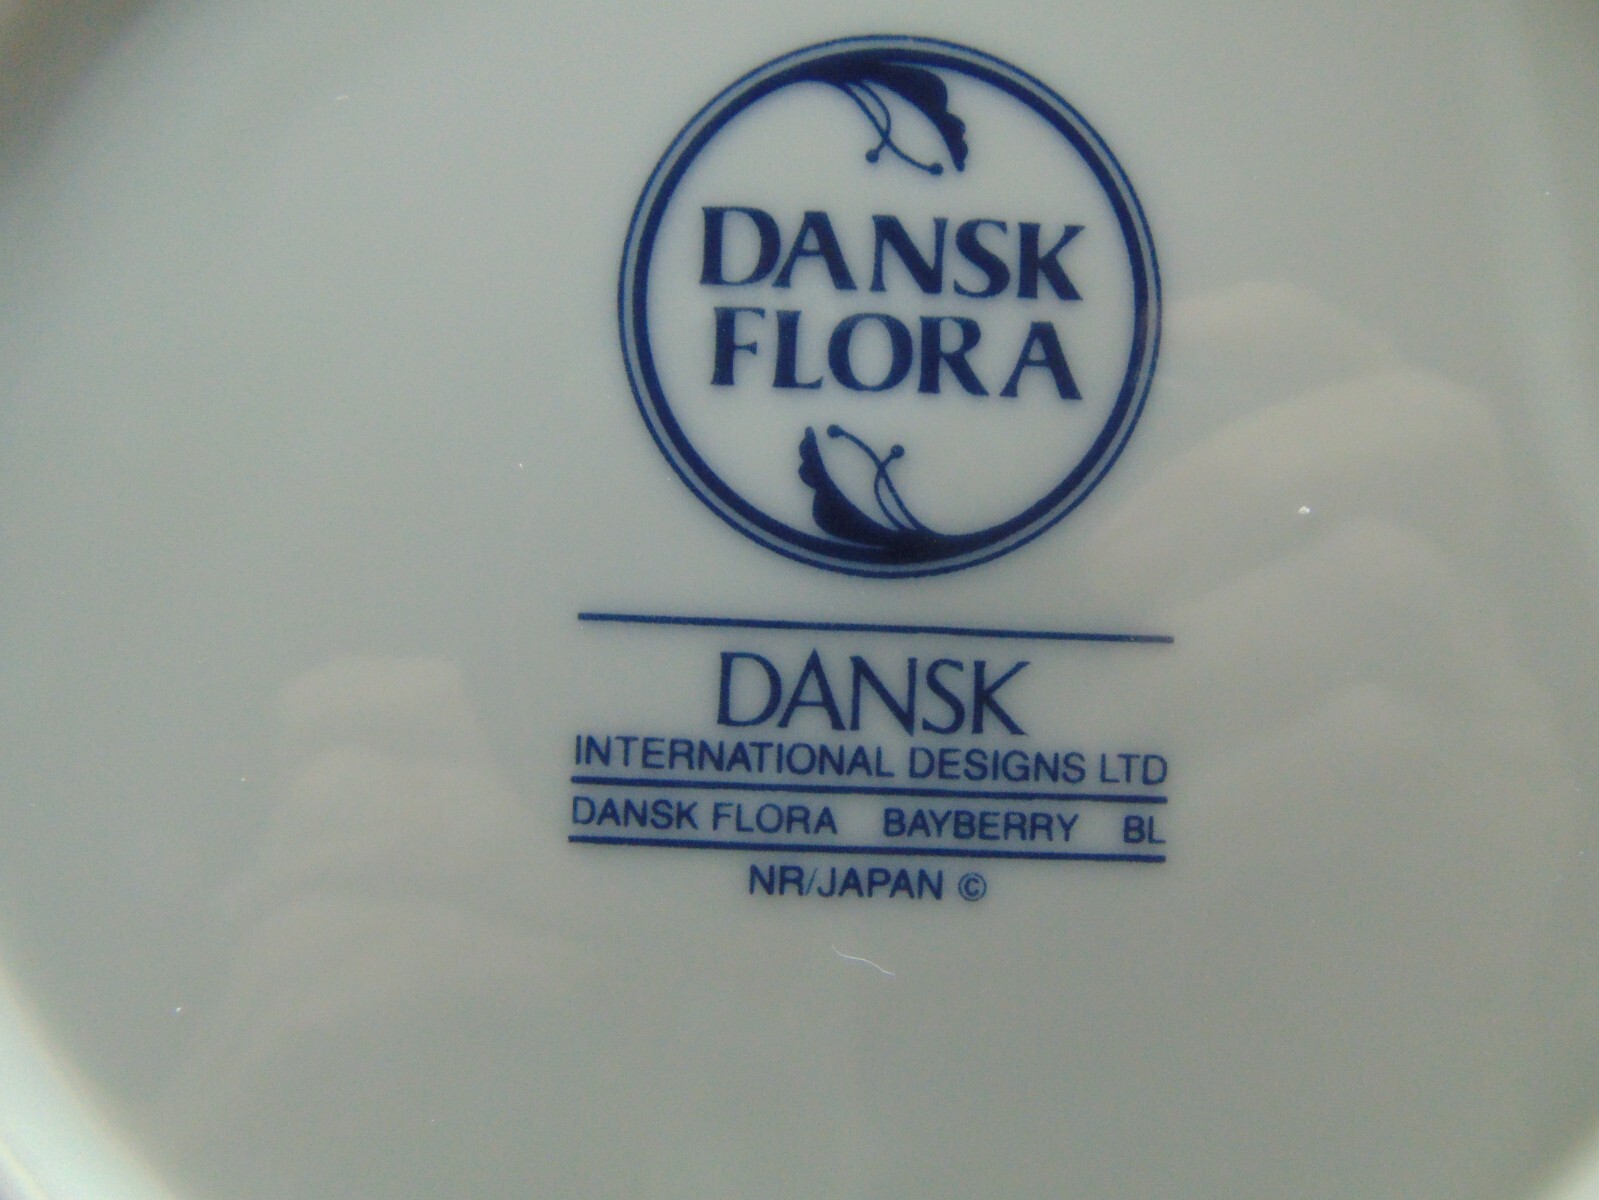 DANSK
FLORA
DANSK
INTERNATIONAL DESIGNS LTD
DANSK FLORA BAYBERRY BL
NR/JAPAN ©